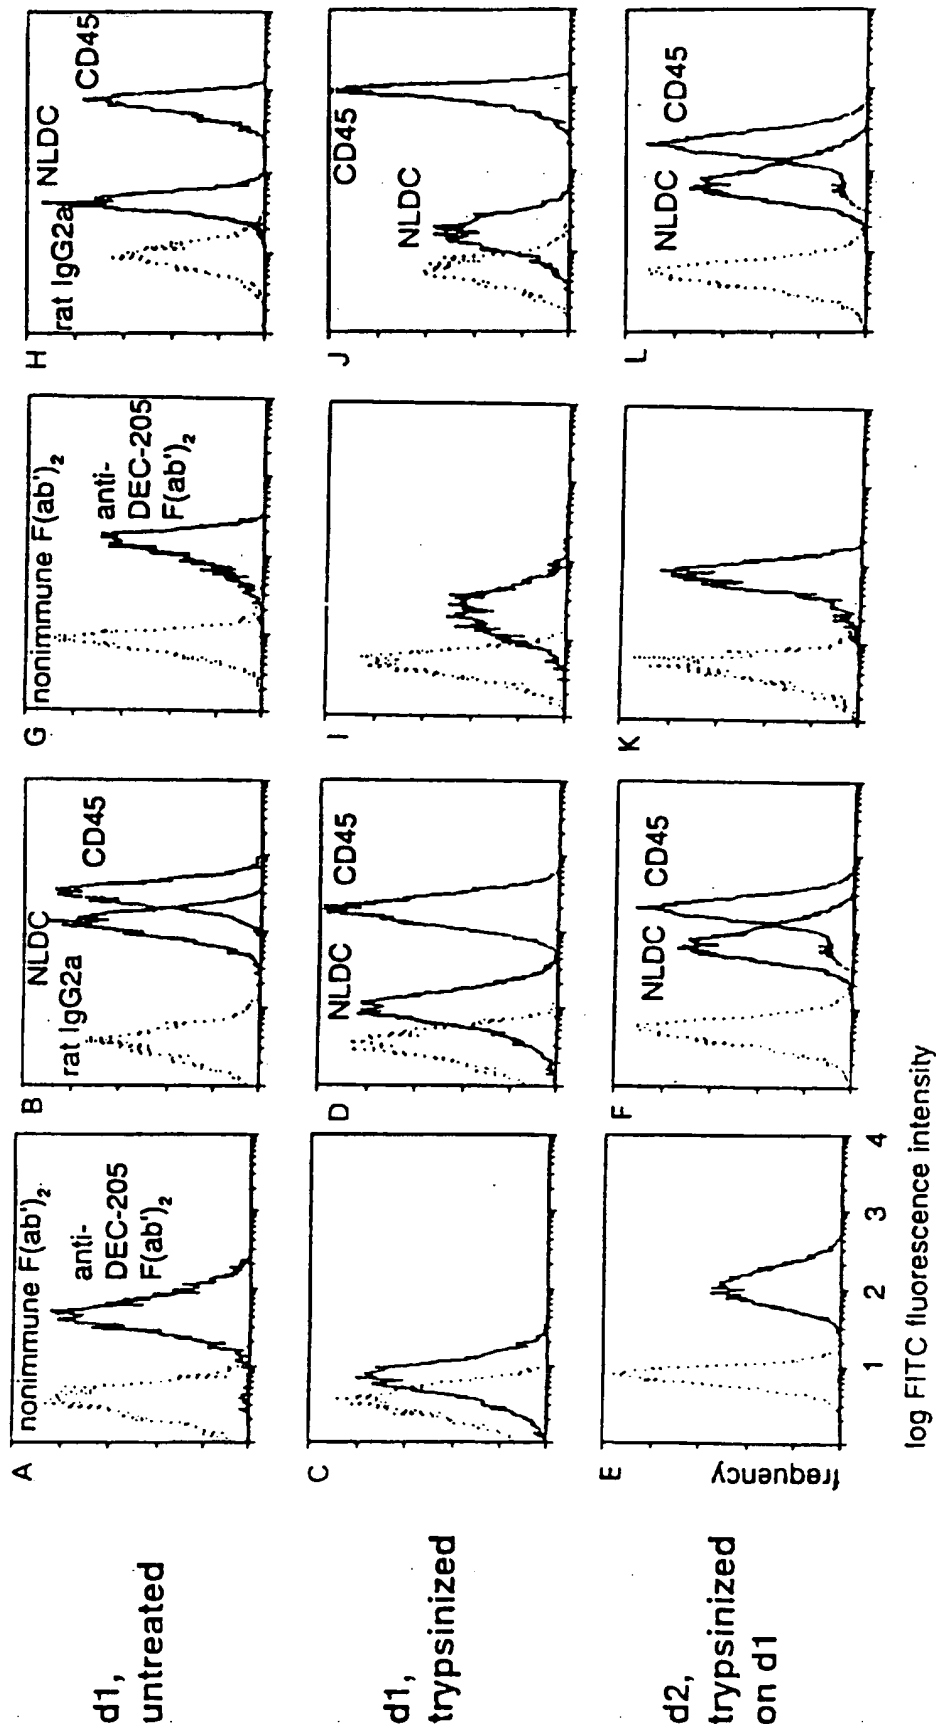 d1,
untreated
A
nonimmune F(ab')2
anti-
DEC-205
F(ab')2
B
NLDC
rat IgG2a
CD45
G
nonimmune F(ab')2
anti-
DEC-205
F(ab')2
H
NLDC
rat IgG2a
CD45
d1,
trypsinized
C
D
NLDC
CD45
I
J
CD45
NLDC
d2,
trypsinized
on d1
E
frequency
1 2 3 4
F
NLDC
CD45
K
L
NLDC
CD45
log FITC fluorescence intensity